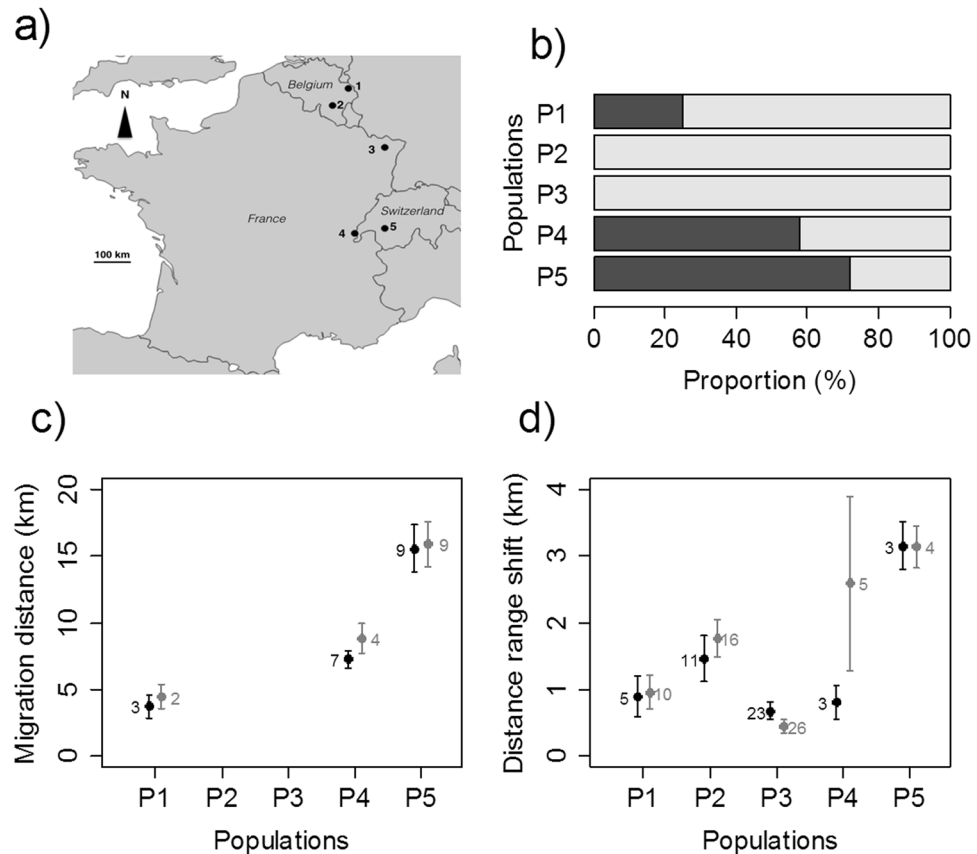 a)
N
Belgium
1
2
3
France
Switzerland
4
5
100 km
b)
Populations
P1
P2
P3
P4
P5
0 20 40 60 80 100
Proportion (%)
c)
Migration distance (km)
20
15
10
5
0
3
2
7
4
9
9
P1 P2 P3 P4 P5
Populations
d)
Distance range shift (km)
4
3
2
1
0
5
10
11
16
23
26
3
5
3
4
P1 P2 P3 P4 P5
Populations